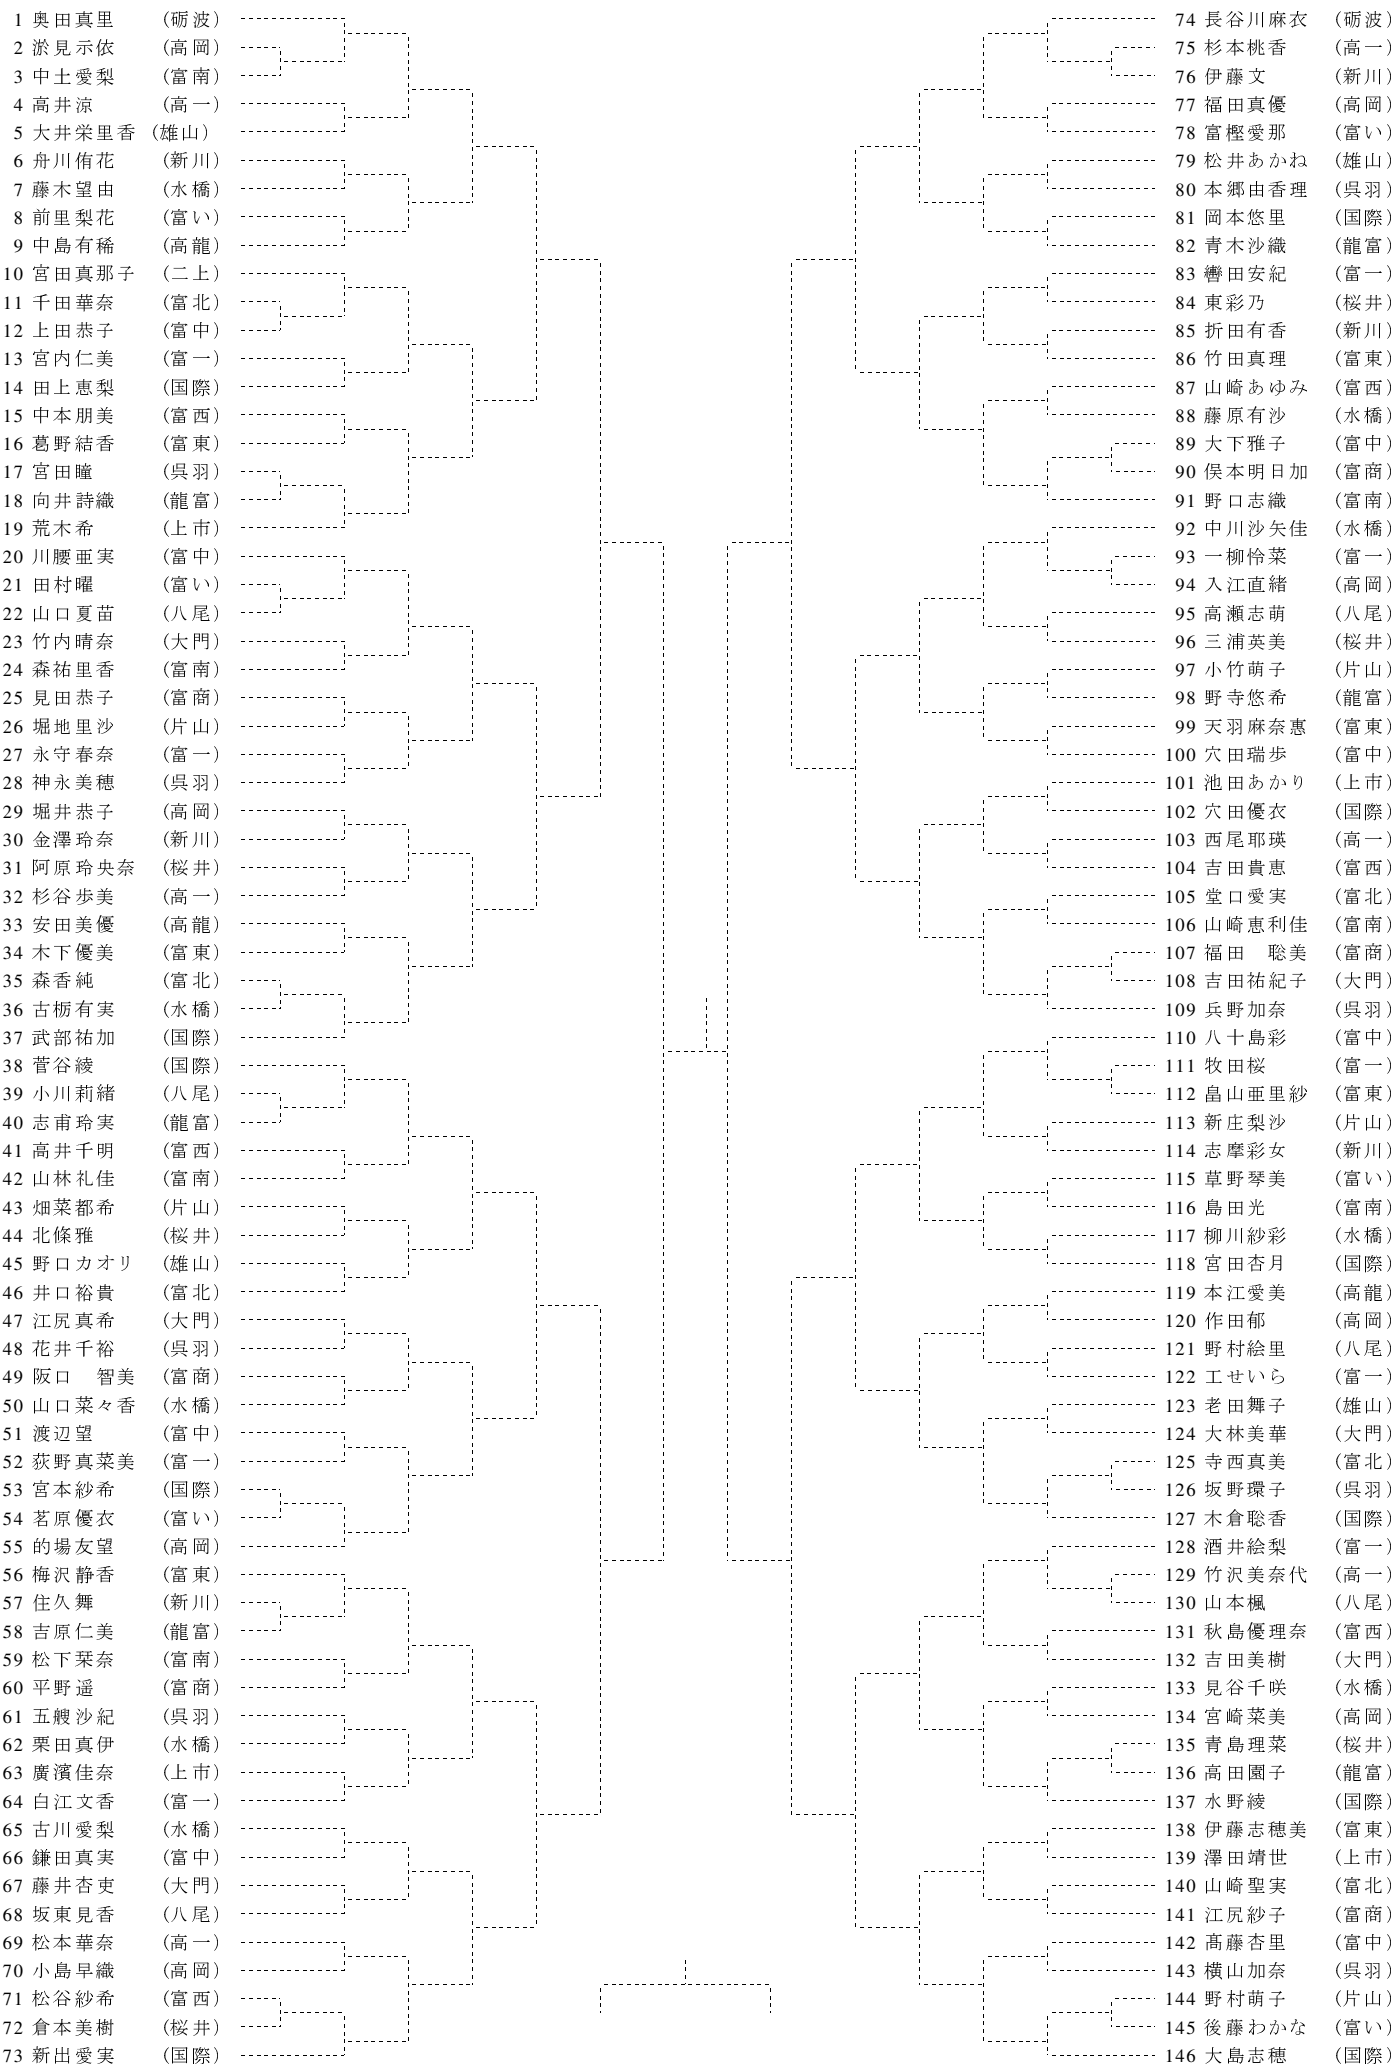 1 奥田真里 (砺波)
2 淤見示依 (高岡)
3 中土愛梨 (富南)
4 高井涼 (高一)
5 大井栄里香 (雄山)
6 舟川侑花 (新川)
7 藤木望由 (水橋)
8 前里梨花 (富い)
9 中島有稀 (高龍)
10 宮田真那子 (二上)
11 千田華奈 (富北)
12 上田恭子 (富中)
13 宮内仁美 (富一)
14 田上恵梨 (国際)
15 中本朋美 (富西)
16 葛野結香 (富東)
17 宮田瞳 (呉羽)
18 向井詩織 (龍富)
19 荒木希 (上市)
20 川腰亜実 (富中)
21 田村曜 (富い)
22 山口夏苗 (八尾)
23 竹内晴奈 (大門)
24 森祐里香 (富南)
25 見田恭子 (富商)
26 堀地里沙 (片山)
27 永守春奈 (富一)
28 神永美穂 (呉羽)
29 堀井恭子 (高岡)
30 金澤玲奈 (新川)
31 阿原玲央奈 (桜井)
32 杉谷歩美 (高一)
33 安田美優 (高龍)
34 木下優美 (富東)
35 森香純 (富北)
36 古栃有実 (水橋)
37 武部祐加 (国際)
38 菅谷綾 (国際)
39 小川莉緒 (八尾)
40 志甫玲実 (龍富)
41 高井千明 (富西)
42 山林礼佳 (富南)
43 畑菜都希 (片山)
44 北條雅 (桜井)
45 野口カオリ (雄山)
46 井口裕貴 (富北)
47 江尻真希 (大門)
48 花井千裕 (呉羽)
49 阪口　智美 (富商)
50 山口菜々香 (水橋)
51 渡辺望 (富中)
52 荻野真菜美 (富一)
53 宮本紗希 (国際)
54 茗原優衣 (富い)
55 的場友望 (高岡)
56 梅沢静香 (富東)
57 住久舞 (新川)
58 吉原仁美 (龍富)
59 松下栞奈 (富南)
60 平野遥 (富商)
61 五艘沙紀 (呉羽)
62 栗田真伊 (水橋)
63 廣濱佳奈 (上市)
64 白江文香 (富一)
65 古川愛梨 (水橋)
66 鎌田真実 (富中)
67 藤井杏吏 (大門)
68 坂東見香 (八尾)
69 松本華奈 (高一)
70 小島早織 (高岡)
71 松谷紗希 (富西)
72 倉本美樹 (桜井)
73 新出愛実 (国際)
74 長谷川麻衣 (砺波)
75 杉本桃香 (高一)
76 伊藤文 (新川)
77 福田真優 (高岡)
78 富樫愛那 (富い)
79 松井あかね (雄山)
80 本郷由香理 (呉羽)
81 岡本悠里 (国際)
82 青木沙織 (龍富)
83 轡田安紀 (富一)
84 東彩乃 (桜井)
85 折田有香 (新川)
86 竹田真理 (富東)
87 山崎あゆみ (富西)
88 藤原有沙 (水橋)
89 大下雅子 (富中)
90 俣本明日加 (富商)
91 野口志織 (富南)
92 中川沙矢佳 (水橋)
93 一柳怜菜 (富一)
94 入江直緒 (高岡)
95 高瀬志萌 (八尾)
96 三浦英美 (桜井)
97 小竹萌子 (片山)
98 野寺悠希 (龍富)
99 天羽麻奈惠 (富東)
100 穴田瑞歩 (富中)
101 池田あかり (上市)
102 穴田優衣 (国際)
103 西尾耶瑛 (高一)
104 吉田貴恵 (富西)
105 堂口愛実 (富北)
106 山崎恵利佳 (富南)
107 福田　聡美 (富商)
108 吉田祐紀子 (大門)
109 兵野加奈 (呉羽)
110 八十島彩 (富中)
111 牧田桜 (富一)
112 畠山亜里紗 (富東)
113 新庄梨沙 (片山)
114 志摩彩女 (新川)
115 草野琴美 (富い)
116 島田光 (富南)
117 柳川紗彩 (水橋)
118 宮田杏月 (国際)
119 本江愛美 (高龍)
120 作田郁 (高岡)
121 野村絵里 (八尾)
122 工せいら (富一)
123 老田舞子 (雄山)
124 大林美華 (大門)
125 寺西真美 (富北)
126 坂野環子 (呉羽)
127 木倉聡香 (国際)
128 酒井絵梨 (富一)
129 竹沢美奈代 (高一)
130 山本楓 (八尾)
131 秋島優理奈 (富西)
132 吉田美樹 (大門)
133 見谷千咲 (水橋)
134 宮崎菜美 (高岡)
135 青島理菜 (桜井)
136 高田園子 (龍富)
137 水野綾 (国際)
138 伊藤志穂美 (富東)
139 澤田靖世 (上市)
140 山崎聖実 (富北)
141 江尻紗子 (富商)
142 髙藤杏里 (富中)
143 横山加奈 (呉羽)
144 野村萌子 (片山)
145 後藤わかな (富い)
146 大島志穂 (国際)